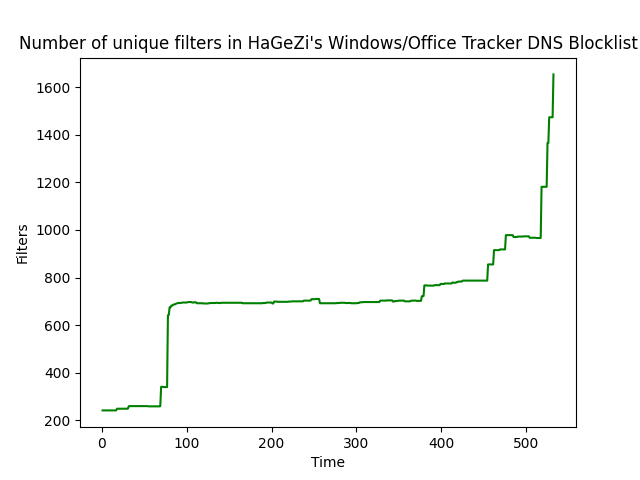 Number of unique filters in HaGeZi's Windows/Office Tracker DNS Blocklist
1600
1400
1200
1000
800
600
400
200
Filters
0 100 200 300 400 500
Time